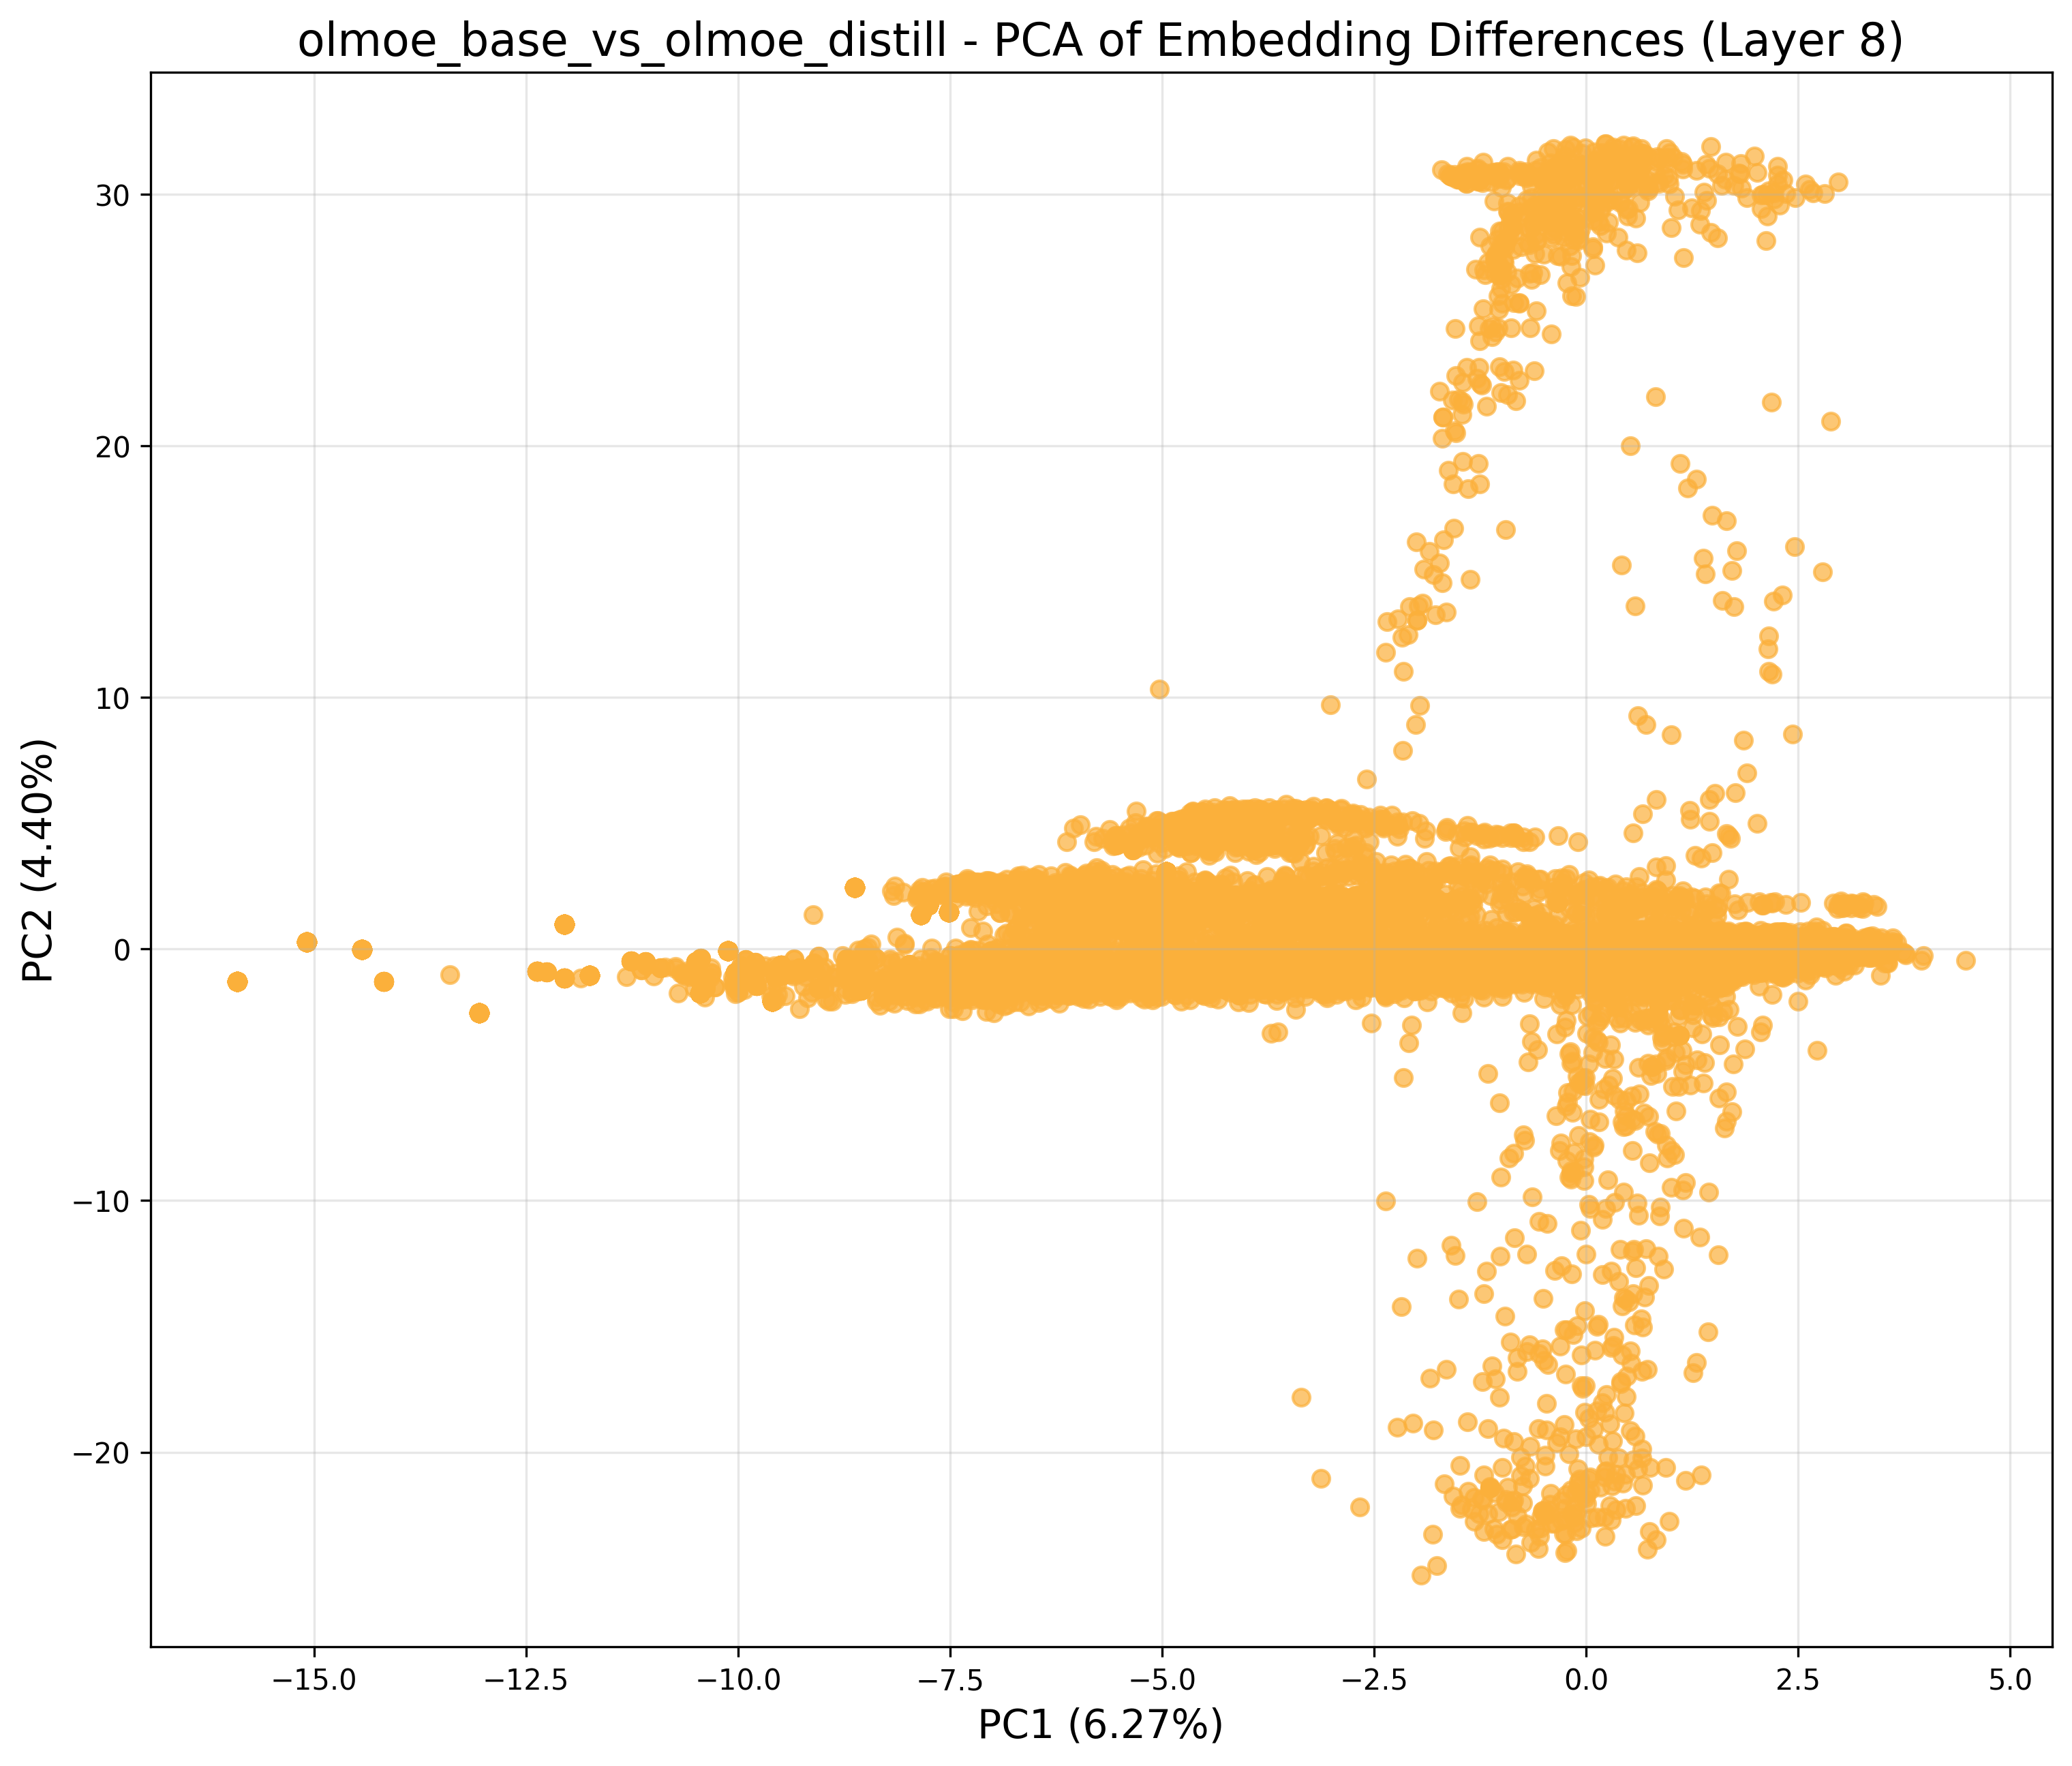 olmoe_base_vs_olmoe_distill - PCA of Embedding Differences (Layer 8)
30
20
10
0
−10
−20
PC2 (4.40%)
−15.0 −12.5 −10.0 −7.5 −5.0 −2.5 0.0 2.5 5.0
PC1 (6.27%)